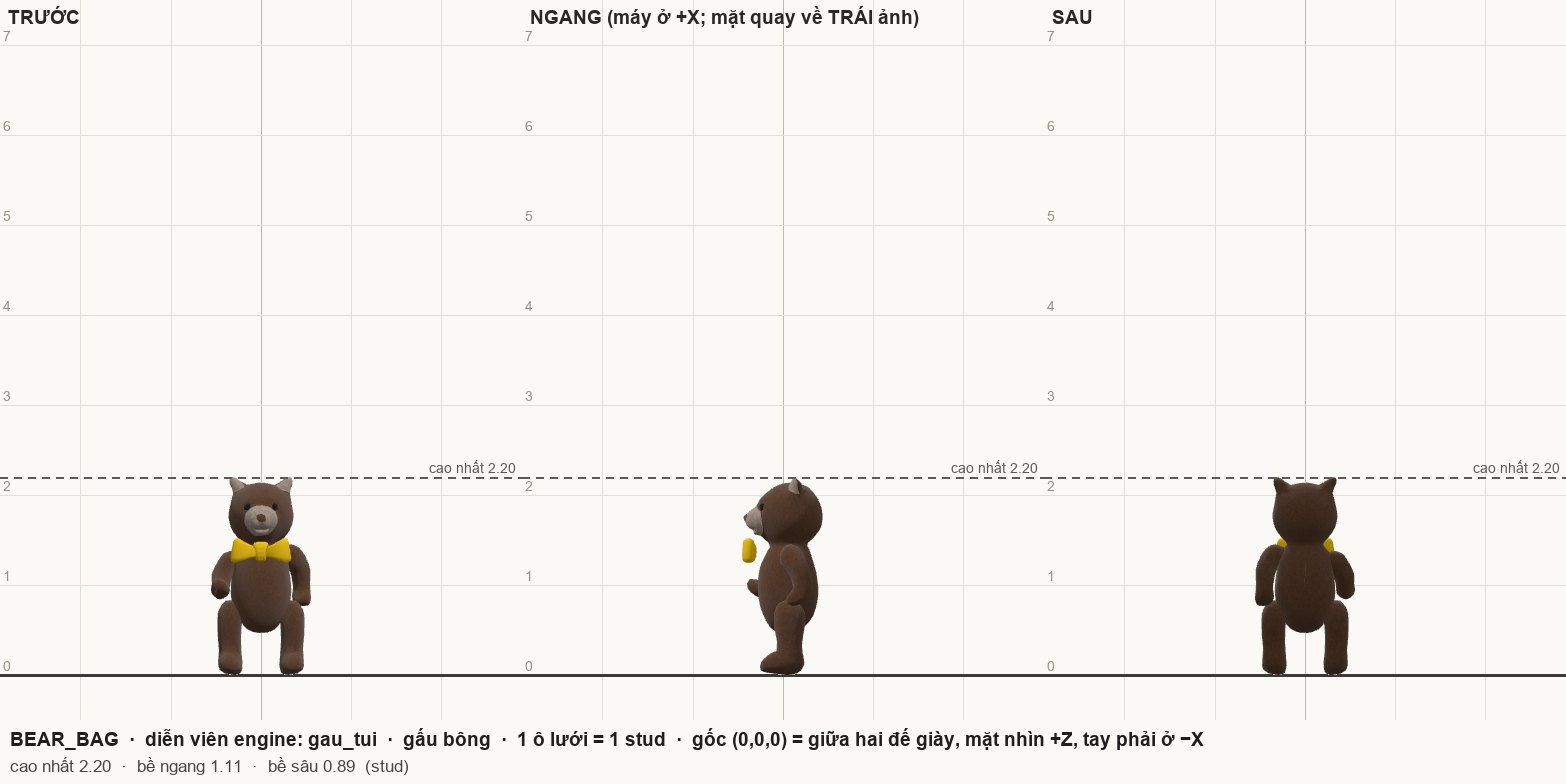 TRƯỚC
NGANG (máy ở +X; mặt quay về TRÁI ảnh)
SAU
7 7 7
6 6 6
5 5 5
4 4 4
3 3 3
cao nhất 2.20 cao nhất 2.20 cao nhất 2.20
2 2 2
1 1 1
0 0 0
BEAR_BAG · diễn viên engine: gau_tui · gấu bông · 1 ô lưới = 1 stud · gốc (0,0,0) = giữa hai đế giày, mặt nhìn +Z, tay phải ở −X
cao nhất 2.20 · bề ngang 1.11 · bề sâu 0.89 (stud)